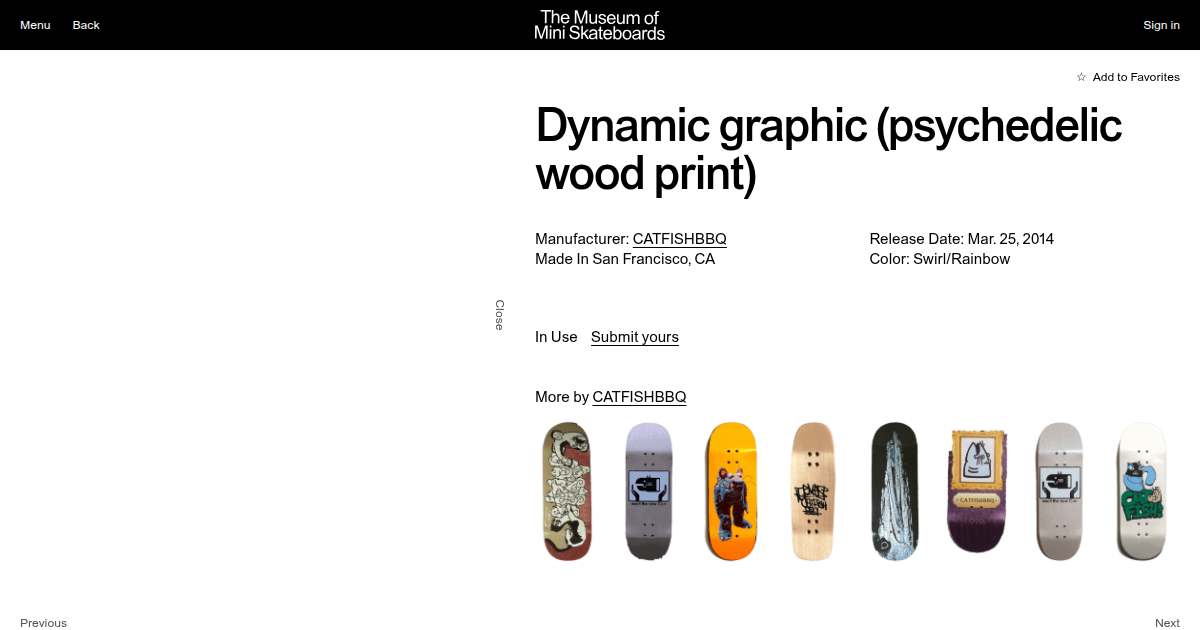 Menu
Back
The Museum of
Mini Skateboards
Sign in
☆ Add to Favorites
Dynamic graphic (psychedelic
wood print)
Manufacturer: CATFISHBBQ
Made In San Francisco, CA
Release Date: Mar. 25, 2014
Color: Swirl/Rainbow
Close
In Use
Submit yours
More by CATFISHBBQ
CATFISHBBQ
Previous
Next